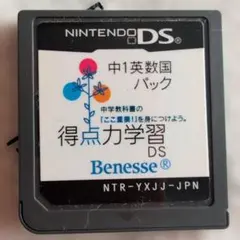 NINTENDO DS
中1英数国
パック
中学教科書の
「ここ重要!」を身につけよう。
得点力学習
DS
Benesse®
NTR-YXJJ-JPN